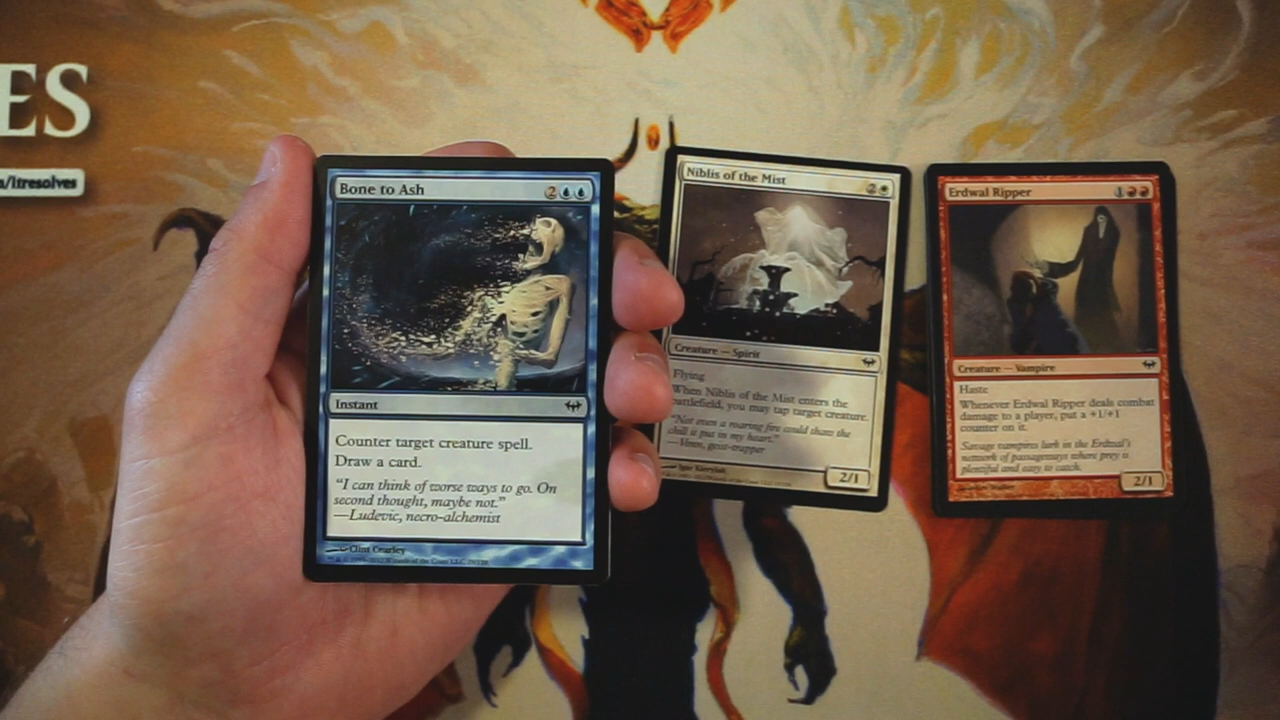 ES
/itresolves
Bone to Ash 2
Instant
Counter target creature spell.
Draw a card.
"I can think of worse ways to go. On
second thought, maybe not."
—Ludevic, necro-alchemist
Clint Cearley
Niblis of the Mist 2
Creature — Spirit
Flying
When Niblis of the Mist enters the
battlefield, you may tap target creature.
"Not even a roaring fire could thaw the
chill it put in my heart."
geist-trapper
2/1
Erdwal Ripper 1
Creature — Vampire
Haste
Whenever Erdwal Ripper deals combat
damage to a player, put a +1/+1
counter on it.
Savage vampires lurk in the Erdwal's
network of passageways where prey is
plentiful and easy to catch.
2/1